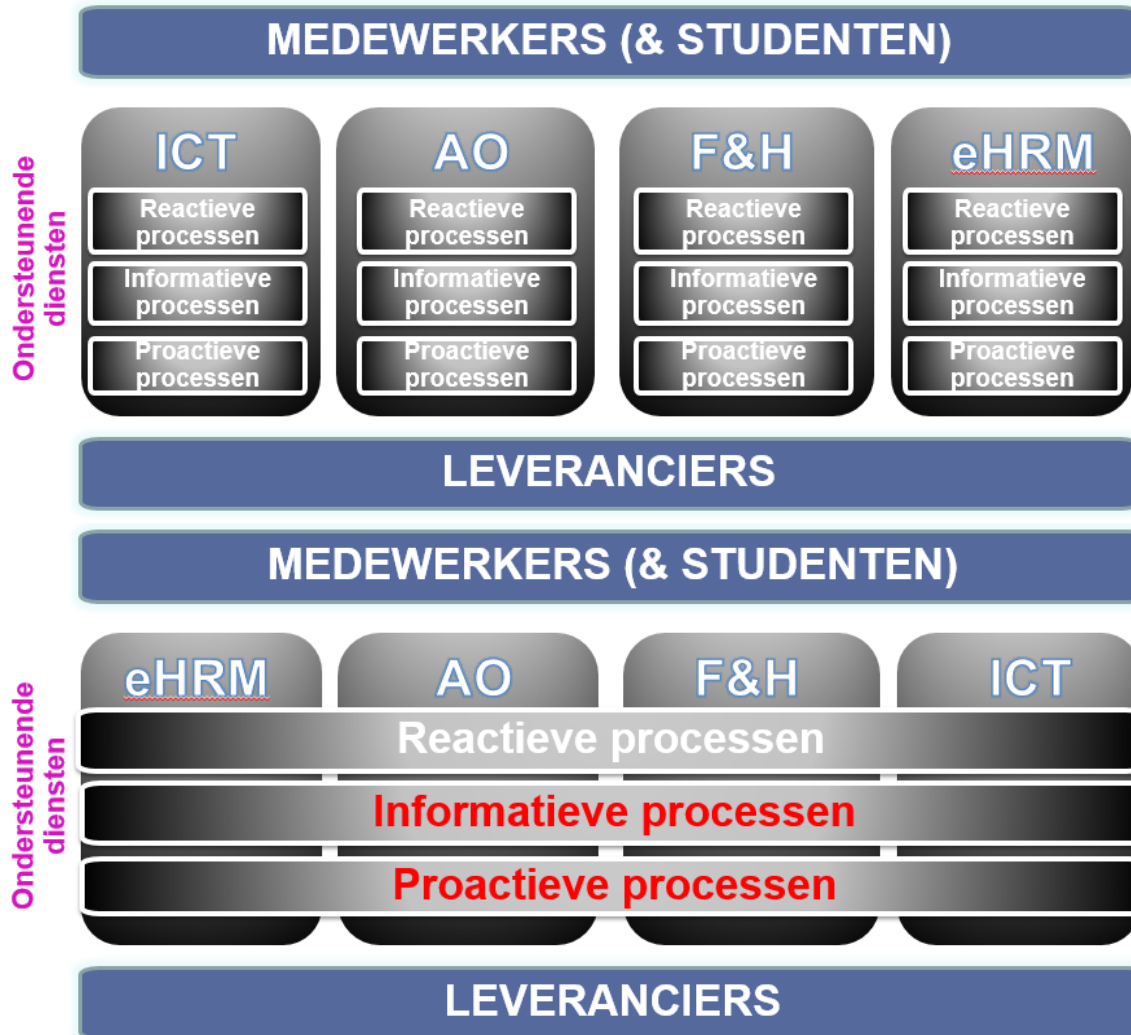 MEDEWERKERS (& STUDENTEN)
Ondersteunende
diensten
ICT
Reactieve
processen
Informatieve
processen
Proactieve
processen
AO
Reactieve
processen
Informatieve
processen
Proactieve
processen
F&H
Reactieve
processen
Informatieve
processen
Proactieve
processen
eHRM
Reactieve
processen
Informatieve
processen
Proactieve
processen
LEVERANCIERS
MEDEWERKERS (& STUDENTEN)
Ondersteunende
diensten
eHRM
AO
F&H
ICT
Reactieve processen
Informatieve processen
Proactieve processen
LEVERANCIERS